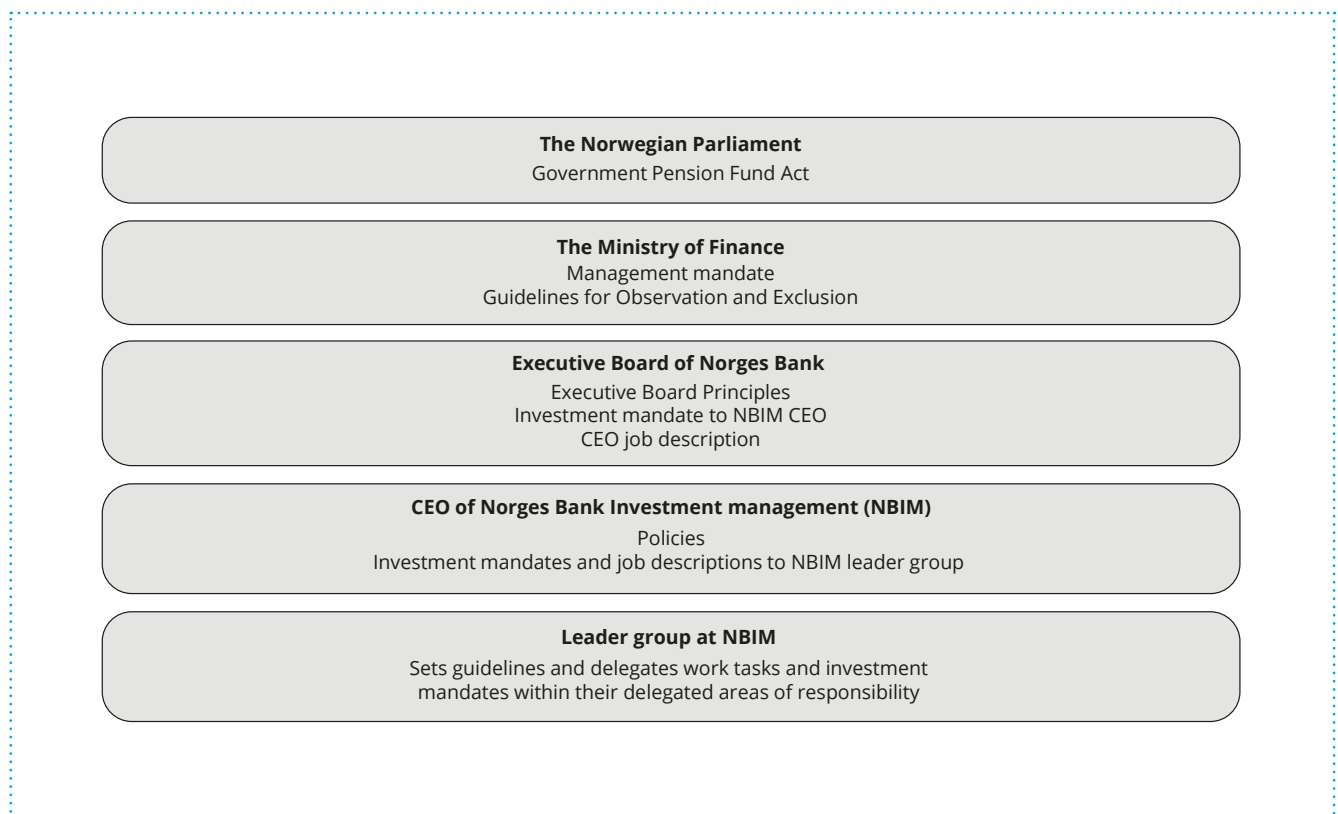 The Norwegian Parliament
Government Pension Fund Act
The Ministry of Finance
Management mandate
Guidelines for Observation and Exclusion
Executive Board of Norges Bank
Executive Board Principles
Investment mandate to NBIM CEO
CEO job description
CEO of Norges Bank Investment management (NBIM)
Policies
Investment mandates and job descriptions to NBIM leader group
Leader group at NBIM
Sets guidelines and delegates work tasks and investment
mandates within their delegated areas of responsibility